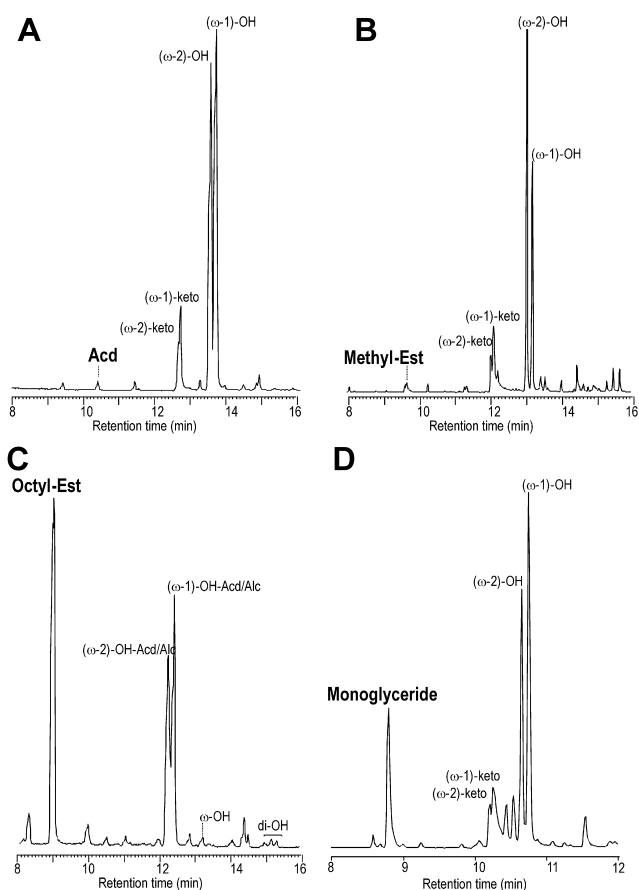 A
(ω-1)-OH
(ω-2)-OH
(ω-1)-keto
(ω-2)-keto
Acd
8 10 12 14 16
Retention time (min)
B
(ω-2)-OH
(ω-1)-OH
(ω-1)-keto
(ω-2)-keto
Methyl-Est
8 10 12 14 16
Retention time (min)
C
Octyl-Est
(ω-1)-OH-Acd/Alc
(ω-2)-OH-Acd/Alc
ω-OH
di-OH
8 10 12 14 16
Retention time (min)
D
(ω-1)-OH
(ω-2)-OH
Monoglyceride
(ω-1)-keto
(ω-2)-keto
8 9 10 11 12
Retention time (min)